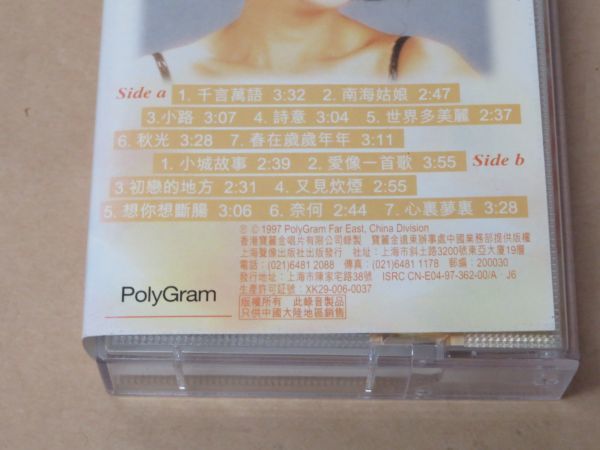 Side a 1. 千言萬語 3:32 2. 南海姑娘 2:47
3.小路 3:07 4. 詩意 3:04 5. 世界多美麗 2:37
6. 秋光 3:28 7. 春在歲歲年年 3:11
1. 小城故事 2:39 2. 愛像一首歌 3:55 Side b
3.初戀的地方 2:31 4. 又見炊煙 2:55
5. 想你想斷腸 3:06 6. 奈何 2:44 7. 心裏夢裏 3:28
Ⓟ © 1997 PolyGram Far East, China Division
香港寶麗金唱片有限公司錄製 寶麗金遠東辦事處中國業務部提供版權
上海聲像出版社出版發行 社址：上海市斜土路3200號東亞大廈19層
電話：(021)6481 2088 傳真：(021)6481 1178 郵編：200030
發行地址：上海市陳家宅路38號 ISRC CN-E04-97-362-00/A·J6
生產許可証號：XK29-006-0037
版權所有 此錄音製品
只供中國大陸地區銷售
PolyGram